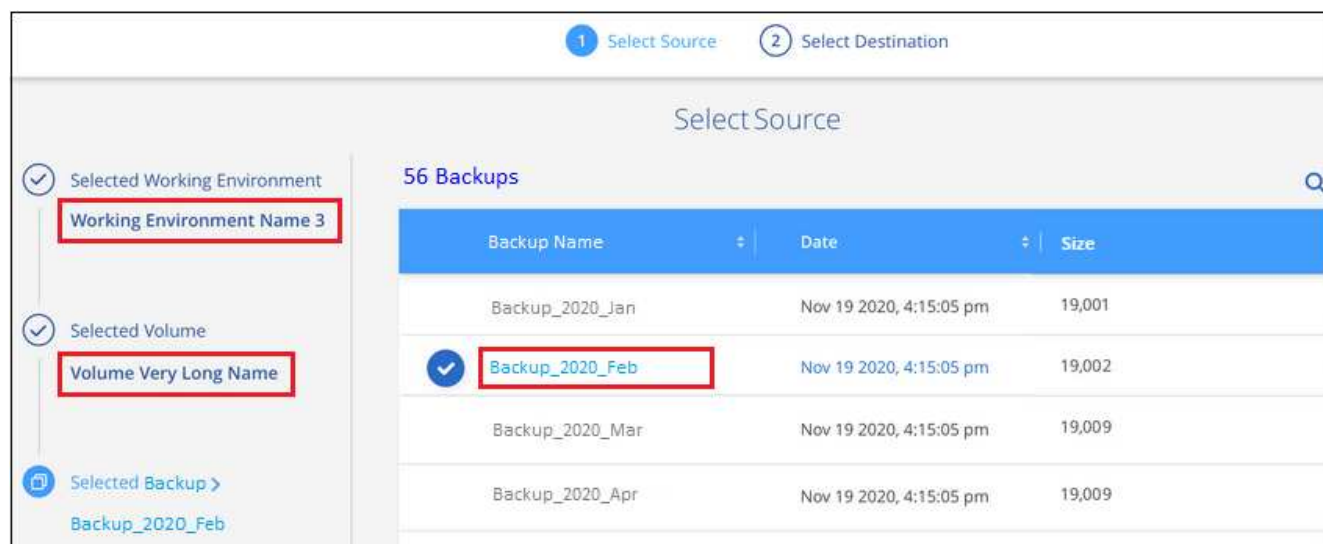 1 Select Source 2 Select Destination
Select Source
Selected Working Environment
Working Environment Name 3
Selected Volume
Volume Very Long Name
Selected Backup >
Backup_2020_Feb
56 Backups
Backup Name Date Size
Backup_2020_Jan Nov 19 2020, 4:15:05 pm 19,001
Backup_2020_Feb Nov 19 2020, 4:15:05 pm 19,002
Backup_2020_Mar Nov 19 2020, 4:15:05 pm 19,009
Backup_2020_Apr Nov 19 2020, 4:15:05 pm 19,009